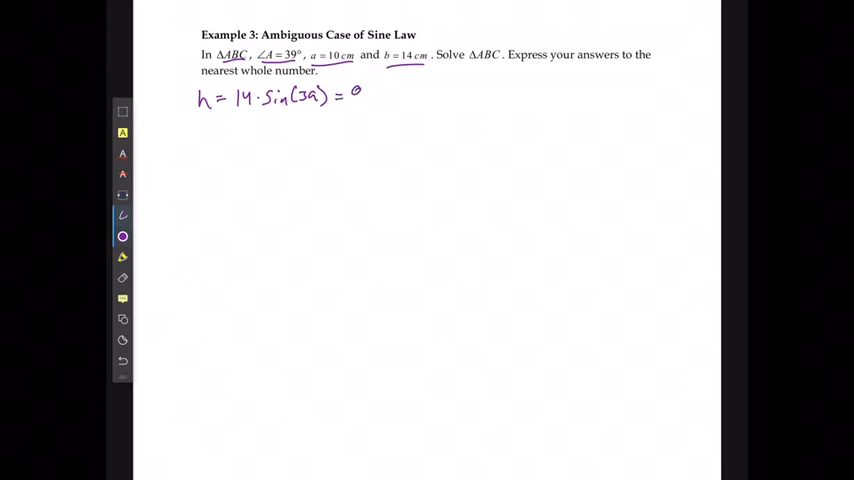 Example 3: Ambiguous Case of Sine Law
In ΔABC, ∠A = 39°, a = 10 cm and b = 14 cm. Solve ΔABC. Express your answers to the
nearest whole number.
h = 14 · sin(39) =